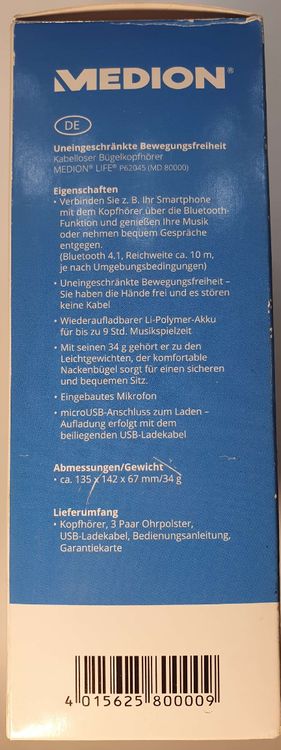 MEDION®
DE
Uneingeschränkte Bewegungsfreiheit
Kabelloser Bügelkopfhörer
MEDION® LIFE® P62045 (MD 80000)
Eigenschaften
• Verbinden Sie z. B. Ihr Smartphone
mit dem Kopfhörer über die Bluetooth-
Funktion und genießen Ihre Musik
oder nehmen bequem Gespräche
entgegen.
(Bluetooth 4.1, Reichweite ca. 10 m,
je nach Umgebungsbedingungen)
• Uneingeschränkte Bewegungsfreiheit –
Sie haben die Hände frei und es stören
keine Kabel
• Wiederaufladbarer Li-Polymer-Akku
für bis zu 9 Std. Musikspielzeit
• Mit seinen 34 g gehört er zu den
Leichtgewichten, der komfortable
Nackenbügel sorgt für einen sicheren
und bequemen Sitz.
• Eingebautes Mikrofon
• microUSB-Anschluss zum Laden –
Aufladung erfolgt mit dem
beiliegenden USB-Ladekabel
Abmessungen/Gewicht
• ca. 135 x 142 x 67 mm/34 g
Lieferumfang
• Kopfhörer, 3 Paar Ohrpolster,
USB-Ladekabel, Bedienungsanleitung,
Garantiekarte
4 015625 800009